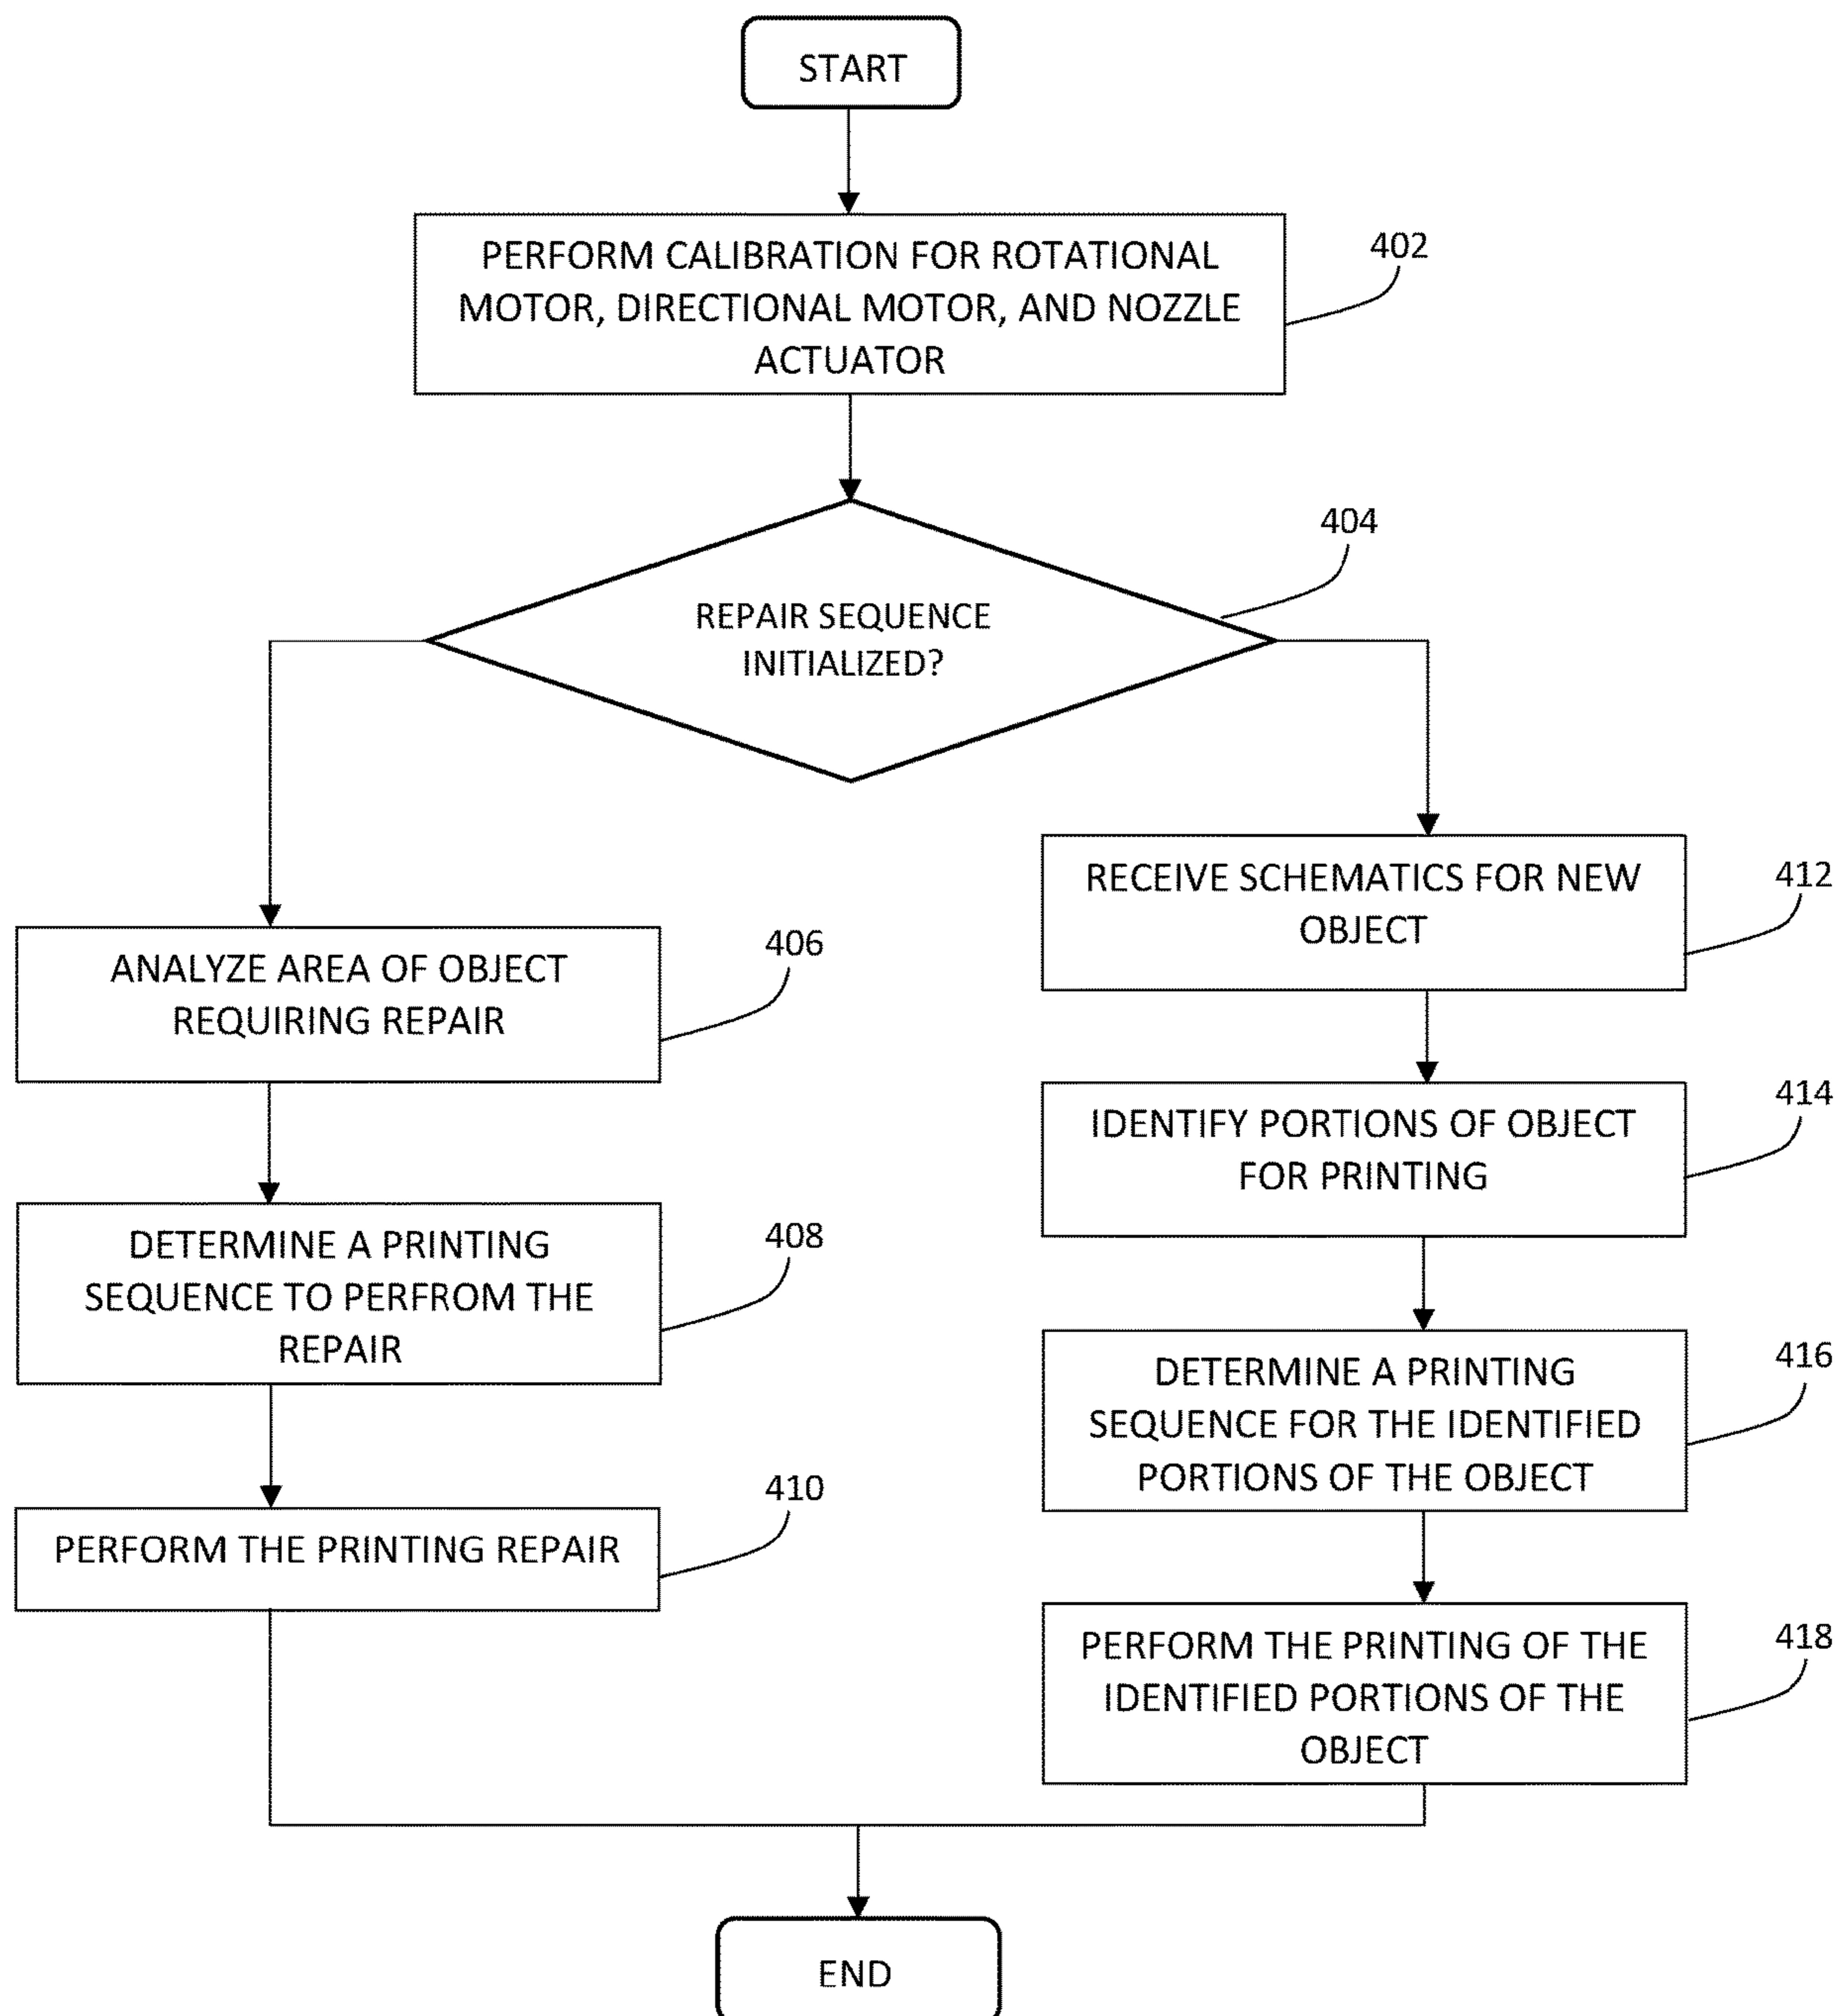 START
PERFORM CALIBRATION FOR ROTATIONAL
MOTOR, DIRECTIONAL MOTOR, AND NOZZLE
ACTUATOR
402
404
REPAIR SEQUENCE
INITIALIZED?
ANALYZE AREA OF OBJECT
REQUIRING REPAIR
406
DETERMINE A PRINTING
SEQUENCE TO PERFROM THE
REPAIR
408
PERFORM THE PRINTING REPAIR
410
RECEIVE SCHEMATICS FOR NEW
OBJECT
412
IDENTIFY PORTIONS OF OBJECT
FOR PRINTING
414
DETERMINE A PRINTING
SEQUENCE FOR THE IDENTIFIED
PORTIONS OF THE OBJECT
416
PERFORM THE PRINTING OF THE
IDENTIFIED PORTIONS OF THE
OBJECT
418
END